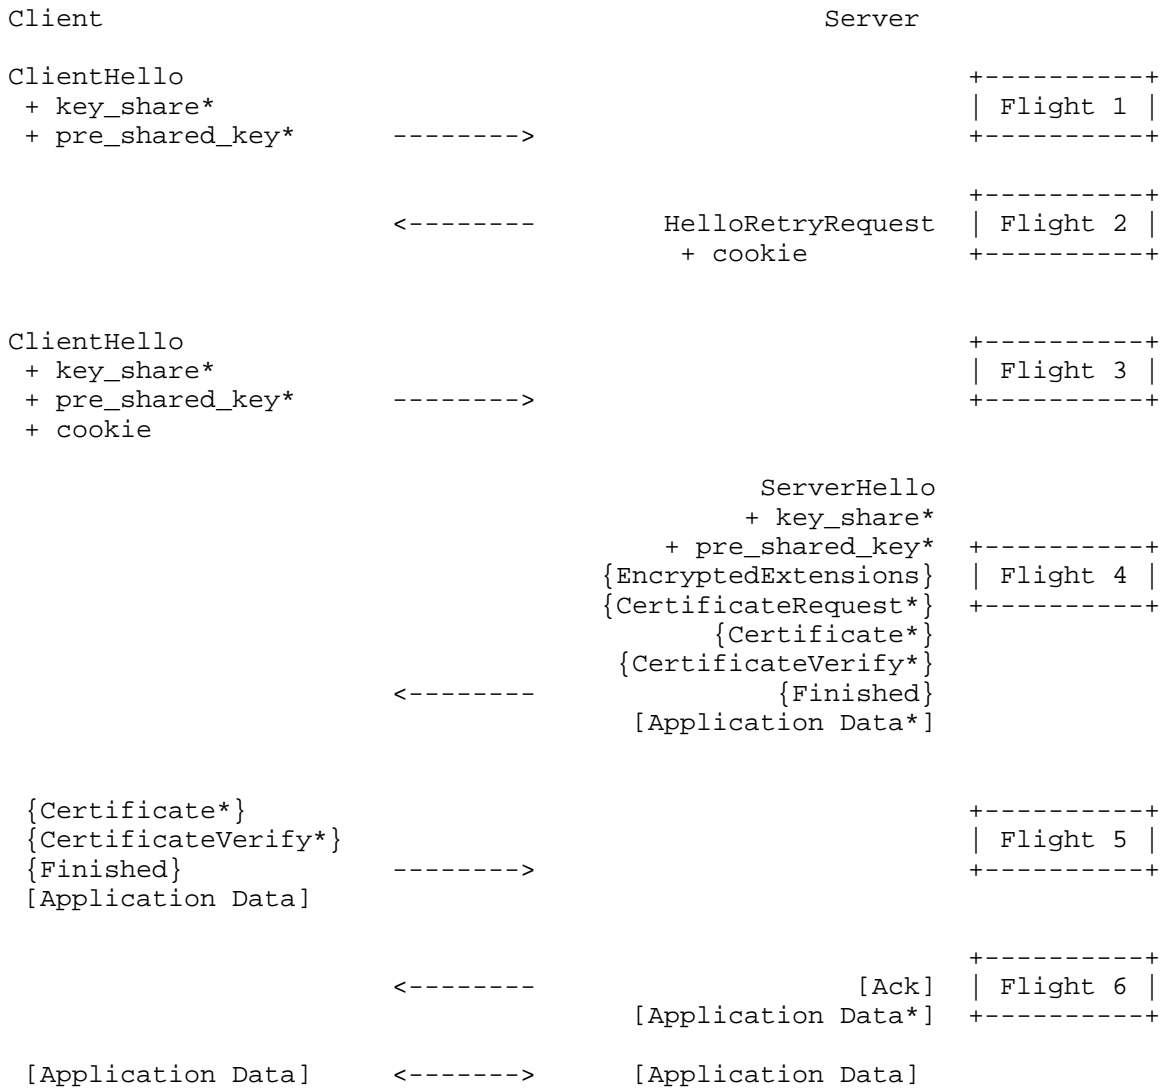 Client                                           Server

ClientHello                                               +----------+
 + key_share*                                             | Flight 1 |
 + pre_shared_key*      -------->                         +----------+

                                                          +----------+
                        <--------       HelloRetryRequest | Flight 2 |
                                         + cookie         +----------+


ClientHello                                               +----------+
 + key_share*                                             | Flight 3 |
 + pre_shared_key*      -------->                         +----------+
 + cookie

                                              ServerHello
                                             + key_share*
                                        + pre_shared_key* +----------+
                                    {EncryptedExtensions} | Flight 4 |
                                    {CertificateRequest*} +----------+
                                           {Certificate*}
                                     {CertificateVerify*}
                        <--------              {Finished}
                                      [Application Data*]


 {Certificate*}                                           +----------+
 {CertificateVerify*}                                     | Flight 5 |
 {Finished}             -------->                         +----------+
 [Application Data]

                                                          +----------+
                        <--------                   [Ack] | Flight 6 |
                                      [Application Data*] +----------+

 [Application Data]     <------->     [Application Data]